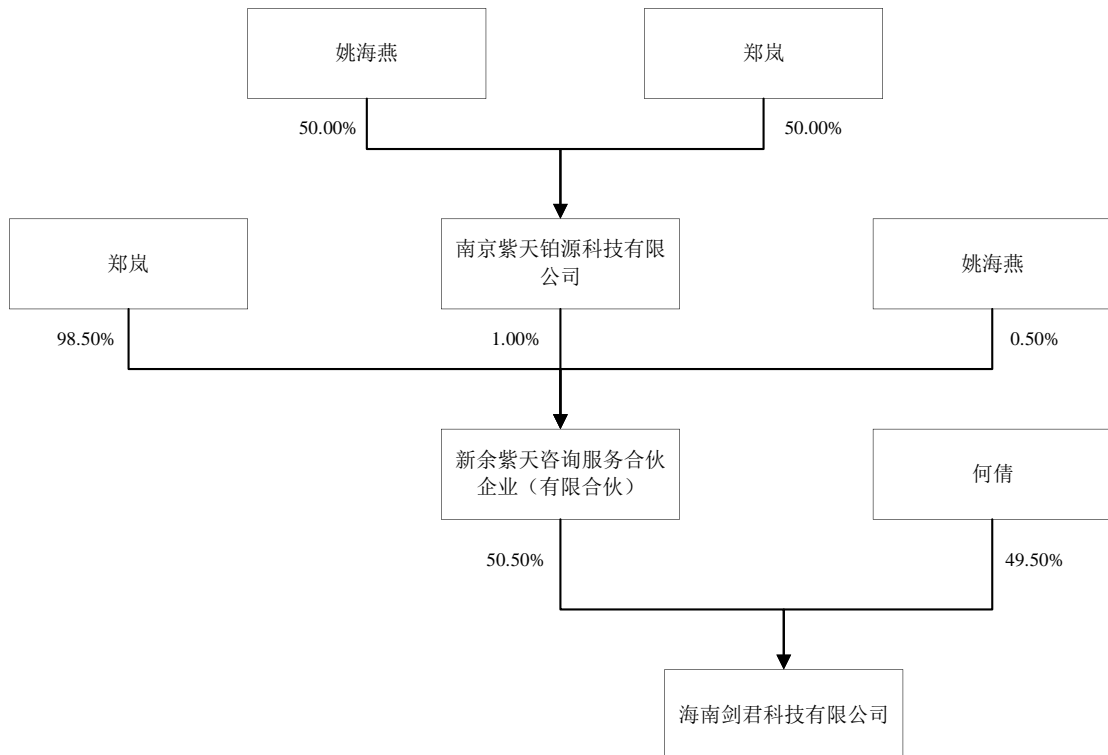 姚海燕
郑岚
50.00%
50.00%
郑岚
南京紫天铂源科技有限
公司
姚海燕
98.50%
1.00%
0.50%
新余紫天咨询服务合伙
企业（有限合伙）
何倩
50.50%
49.50%
海南剑君科技有限公司